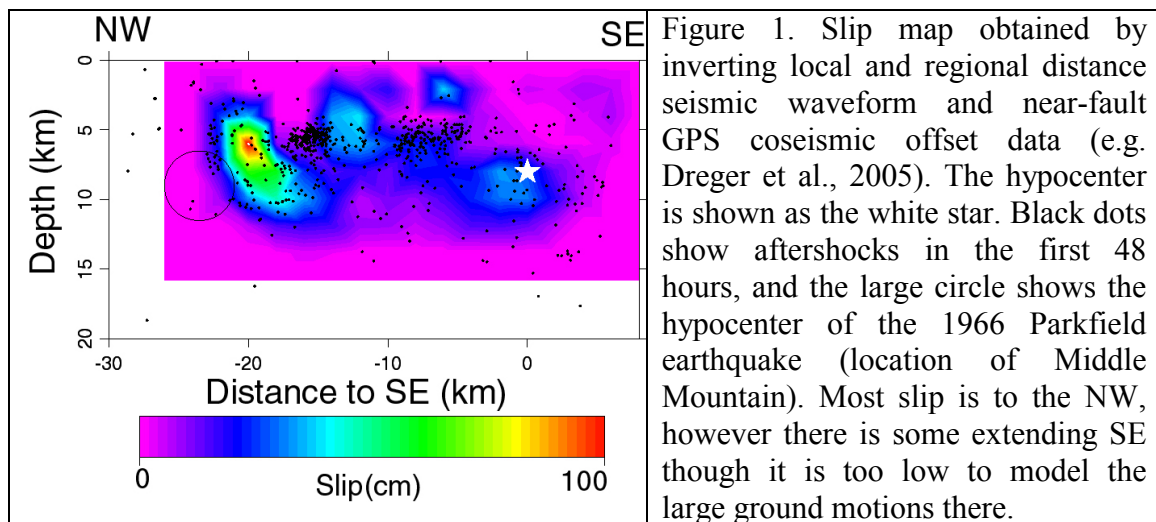 NW
SE
0
5
10
15
20
Depth (km)
-30
-20
-10
0
Distance to SE (km)
0
100
Slip(cm)
Figure 1. Slip map obtained by
inverting local and regional distance
seismic waveform and near-fault
GPS coseismic offset data (e.g.
Dreger et al., 2005). The hypocenter
is shown as the white star. Black dots
show aftershocks in the first 48
hours, and the large circle shows the
hypocenter of the 1966 Parkfield
earthquake (location of Middle
Mountain). Most slip is to the NW,
however there is some extending SE
though it is too low to model the
large ground motions there.